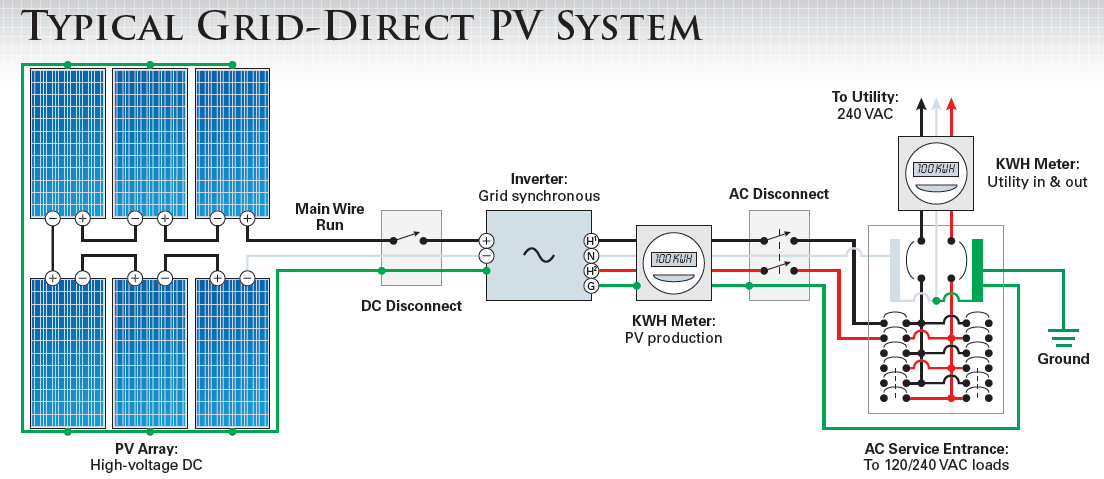 TYPICAL GRID-DIRECT PV SYSTEM
To Utility:
240 VAC
100 KWH
KWH Meter:
Utility in & out
Inverter:
Grid synchronous
AC Disconnect
Main Wire
Run
− + − + − +
+ − + − + −
+
−
H1
N
H2
G
100 KWH
DC Disconnect
KWH Meter:
PV production
Ground
PV Array:
High-voltage DC
AC Service Entrance:
To 120/240 VAC loads